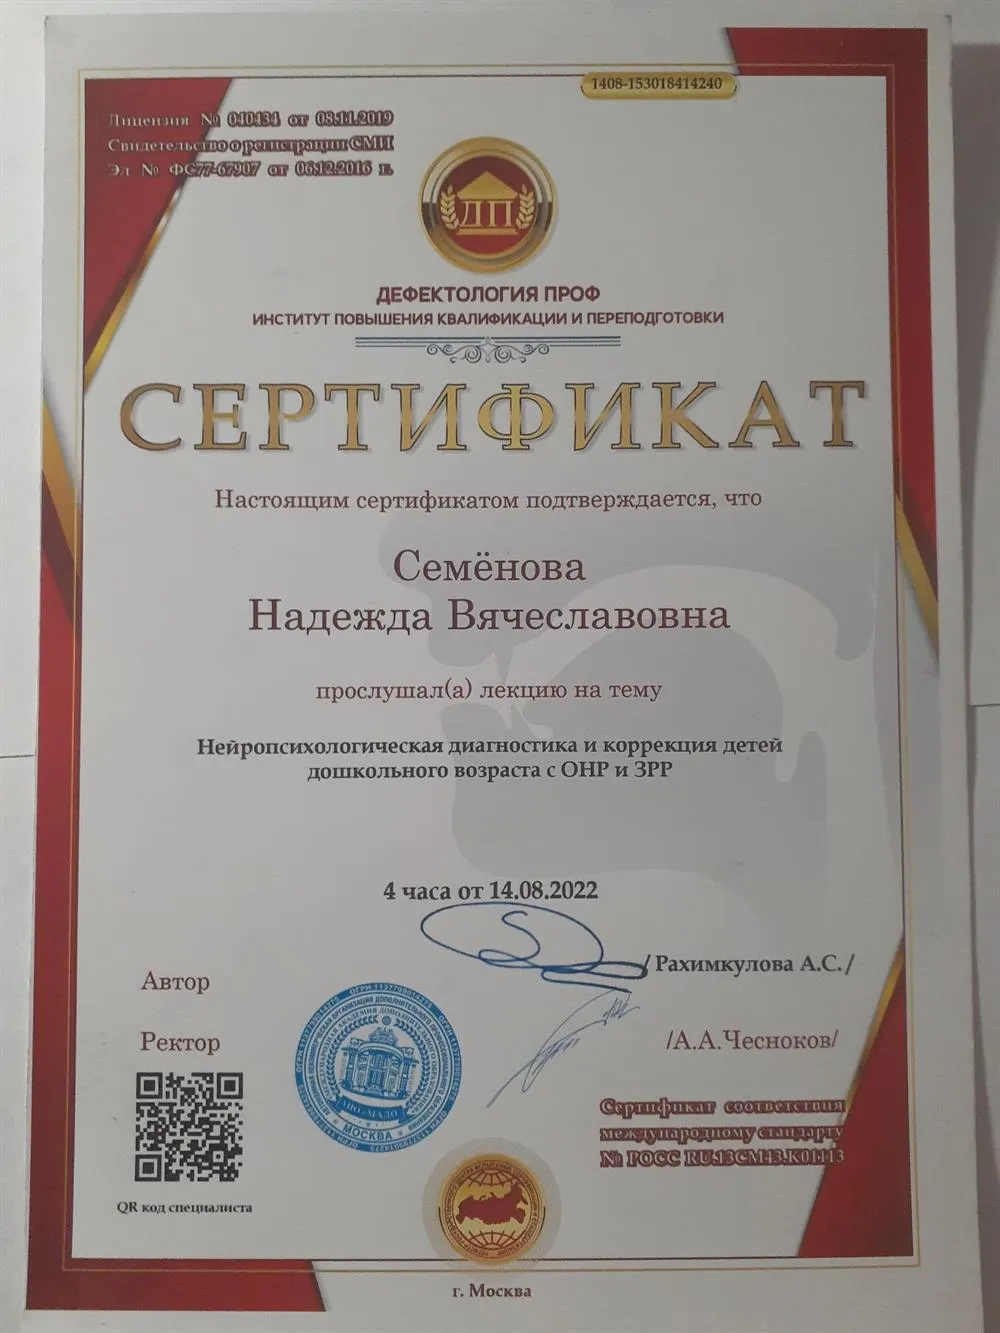 1408-153018414240
Лицензия № 040434 от 08.11.2019
Свидетельство о регистрации СМИ
Эл № ФС77-67907 от 06.12.2016 г.
ДП
ДЕФЕКТОЛОГИЯ ПРОФ
ИНСТИТУТ ПОВЫШЕНИЯ КВАЛИФИКАЦИИ И ПЕРЕПОДГОТОВКИ
СЕРТИФИКАТ
Настоящим сертификатом подтверждается, что
Семёнова
Надежда Вячеславовна
прослушал(а) лекцию на тему
Нейропсихологическая диагностика и коррекция детей
дошкольного возраста с ОНР и ЗРР
4 часа от 14.08.2022
/ Рахимкулова А.С. /
Автор
Ректор
/А.А.Чесноков/
АНО «МАДО
МОСКВА
Сертификат соответствия
международному стандарту
№ РОСС RU.13СМ43.К01113
QR код специалиста
г. Москва